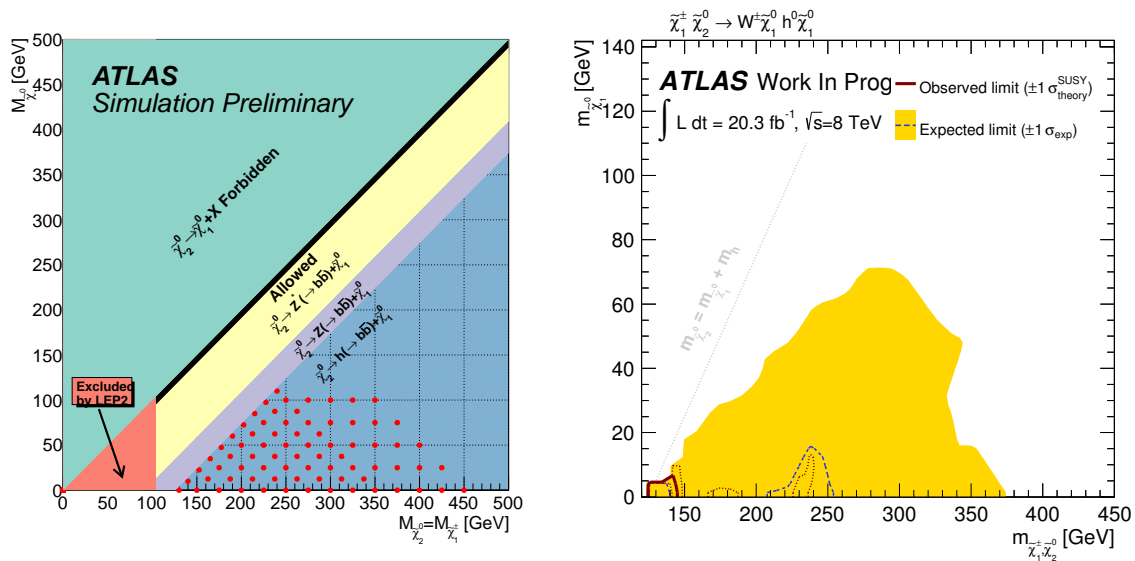 M_χ̃₁⁰ [GeV]
500
450
400
350
300
250
200
150
100
50
0
ATLAS
Simulation Preliminary
χ̃₂⁰→χ̃₁⁰+X Forbidden
Allowed
χ̃₂⁰→Z*(→bb̄)+χ̃₁⁰
χ̃₂⁰→Z(→bb̄)+χ̃₁⁰
χ̃₂⁰→h(→bb̄)+χ̃₁⁰
Excluded
by LEP2
0 50 100 150 200 250 300 350 400 450 500
M_χ̃₂⁰=M_χ̃₁± [GeV]
χ̃₁± χ̃₂⁰ → W± χ̃₁⁰ h⁰ χ̃₁⁰
m_χ̃₁⁰ [GeV]
140
120
100
80
60
40
20
0
ATLAS Work In Prog
∫ L dt = 20.3 fb⁻¹, √s=8 TeV
Observed limit (±1 σ^SUSY_theory)
Expected limit (±1 σ_exp)
m_χ̃₂⁰ = m_χ̃₁⁰ + m_h
150 200 250 300 350 400 450
m_χ̃₁±,χ̃₂⁰ [GeV]